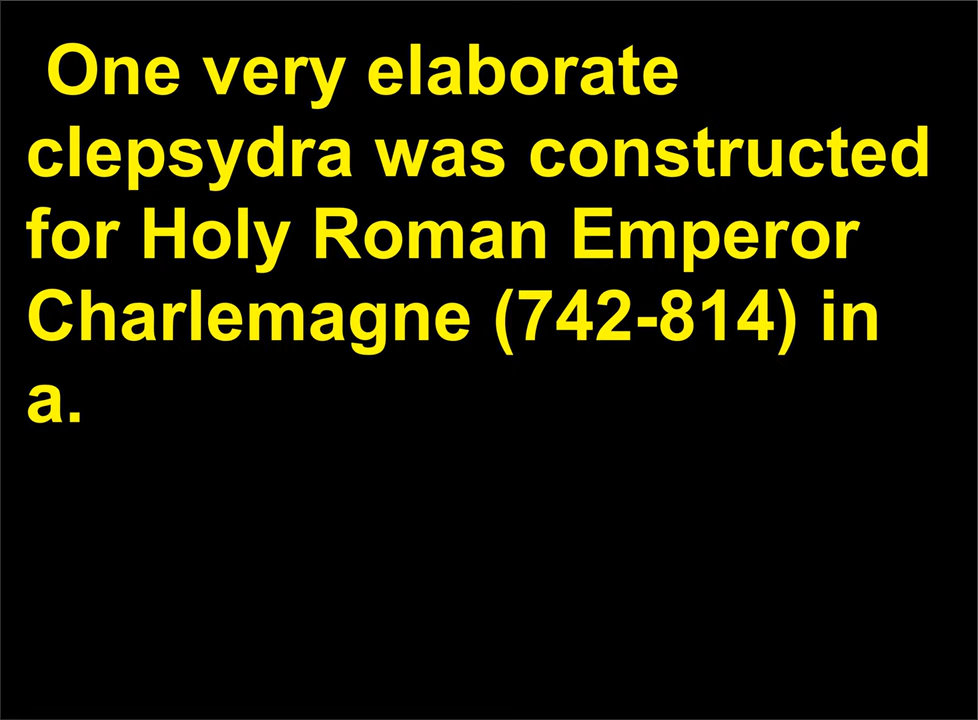 One very elaborate
clepsydra was constructed
for Holy Roman Emperor
Charlemagne (742-814) in
a.